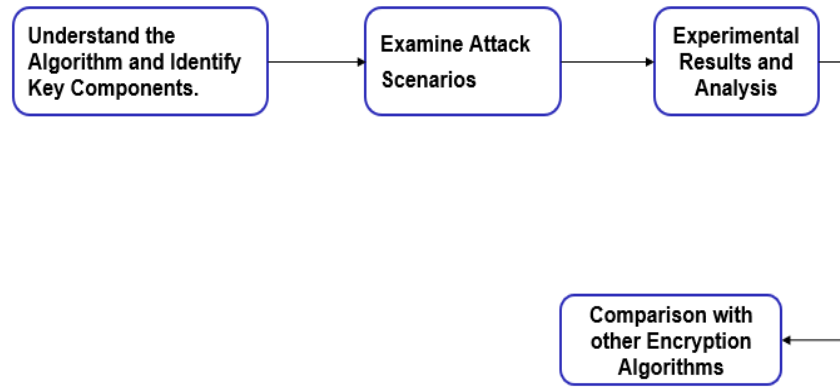 Understand the
Algorithm and Identify
Key Components.
Examine Attack
Scenarios
Experimental
Results and
Analysis
Comparison with
other Encryption
Algorithms